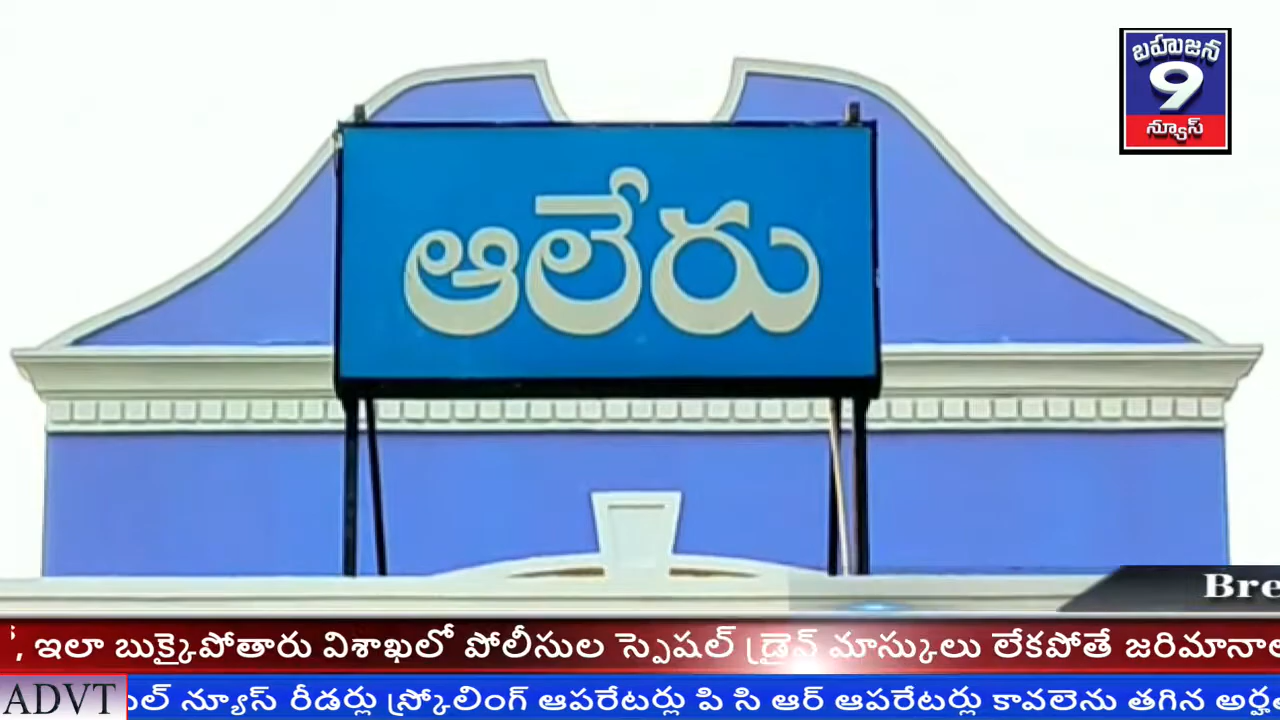 బహుజన
9
న్యూస్
ఆలేరు
Bre
, ఇలా బుక్కైపోతారు విశాఖలో పోలీసుల స్పెషల్ డ్రైవ్ మాస్కులు లేకపోతే జరిమానాల
ADVT
న్యూస్ రీడర్లు స్క్రోలింగ్ ఆపరేటర్లు పి సి ఆర్ ఆపరేటర్లు కావలెను తగిన అర్హ